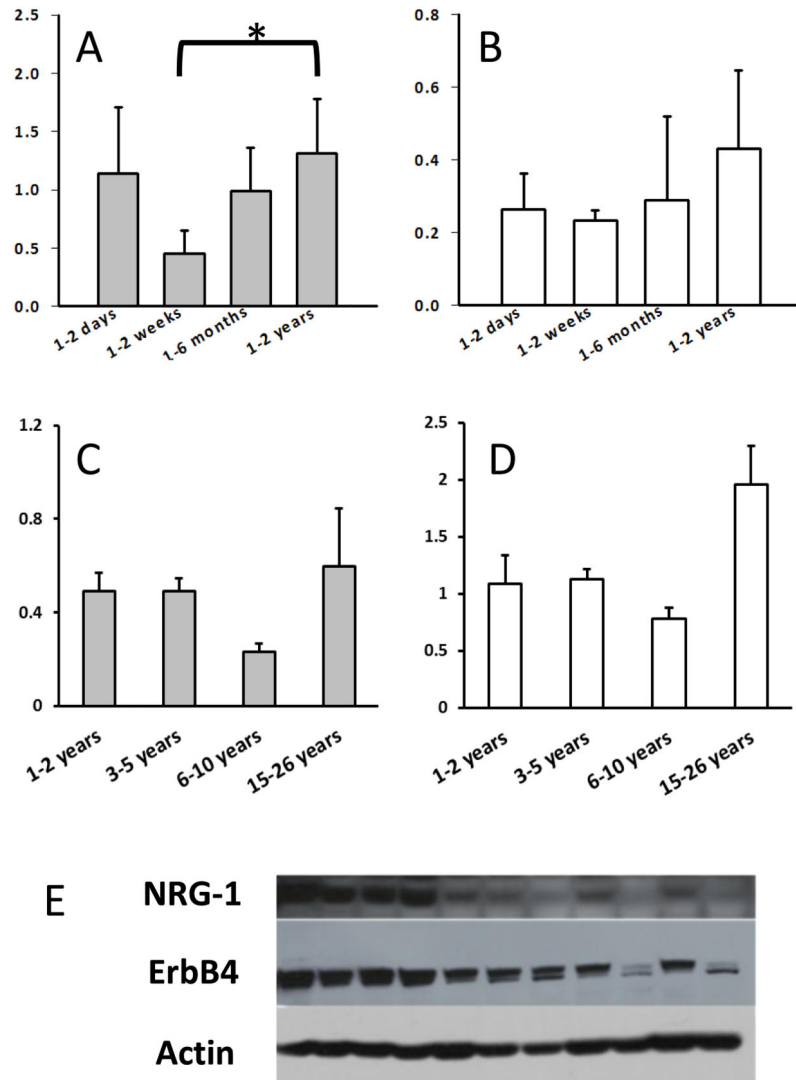 A
2.5
2.0
1.5
1.0
0.5
0.0
*
1-2 days
1-2 weeks
1-6 months
1-2 years
B
0.8
0.6
0.4
0.2
0.0
1-2 days
1-2 weeks
1-6 months
1-2 years
C
1.2
0.8
0.4
0
1-2 years
3-5 years
6-10 years
15-26 years
D
2.5
2
1.5
1
0.5
0
1-2 years
3-5 years
6-10 years
15-26 years
E
NRG-1
ErbB4
Actin